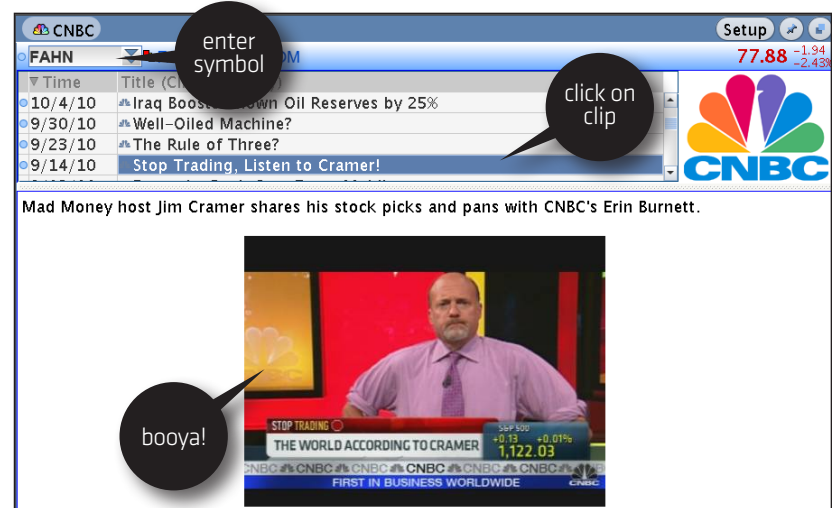 CNBC
Setup
enter
symbol
FAHN
77.88 -1.94
-2.43%
Time Title
10/4/10 Iraq Boosts Known Oil Reserves by 25%
9/30/10 Well-Oiled Machine?
9/23/10 The Rule of Three?
9/14/10 Stop Trading, Listen to Cramer!
click on
clip
CNBC
Mad Money host Jim Cramer shares his stock picks and pans with CNBC's Erin Burnett.
booya!
STOP TRADING
THE WORLD ACCORDING TO CRAMER
S&P 500
+0.13 +0.01%
1,122.03
CNBC CNBC CNBC CNBC CNBC CNBC CNBC
FIRST IN BUSINESS WORLDWIDE
CNBC